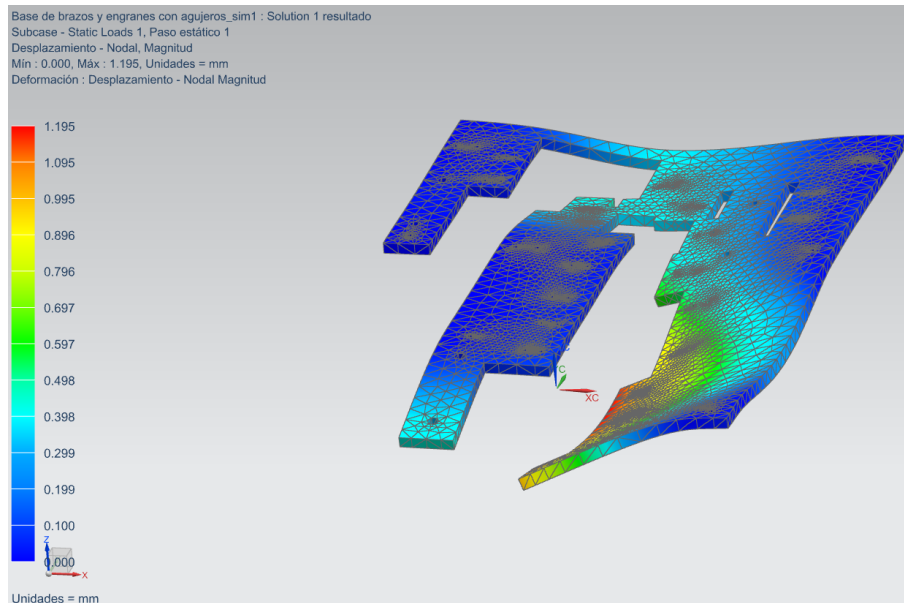 Base de brazos y engranes con agujeros_sim1 : Solution 1 resultado
Subcase - Static Loads 1, Paso estático 1
Desplazamiento - Nodal, Magnitud
Mín : 0.000, Máx : 1.195, Unidades = mm
Deformación : Desplazamiento - Nodal Magnitud
1.195
1.095
0.995
0.896
0.796
0.697
0.597
0.498
0.398
0.299
0.199
0.100
0.000
C
XC
Z
X
Unidades = mm